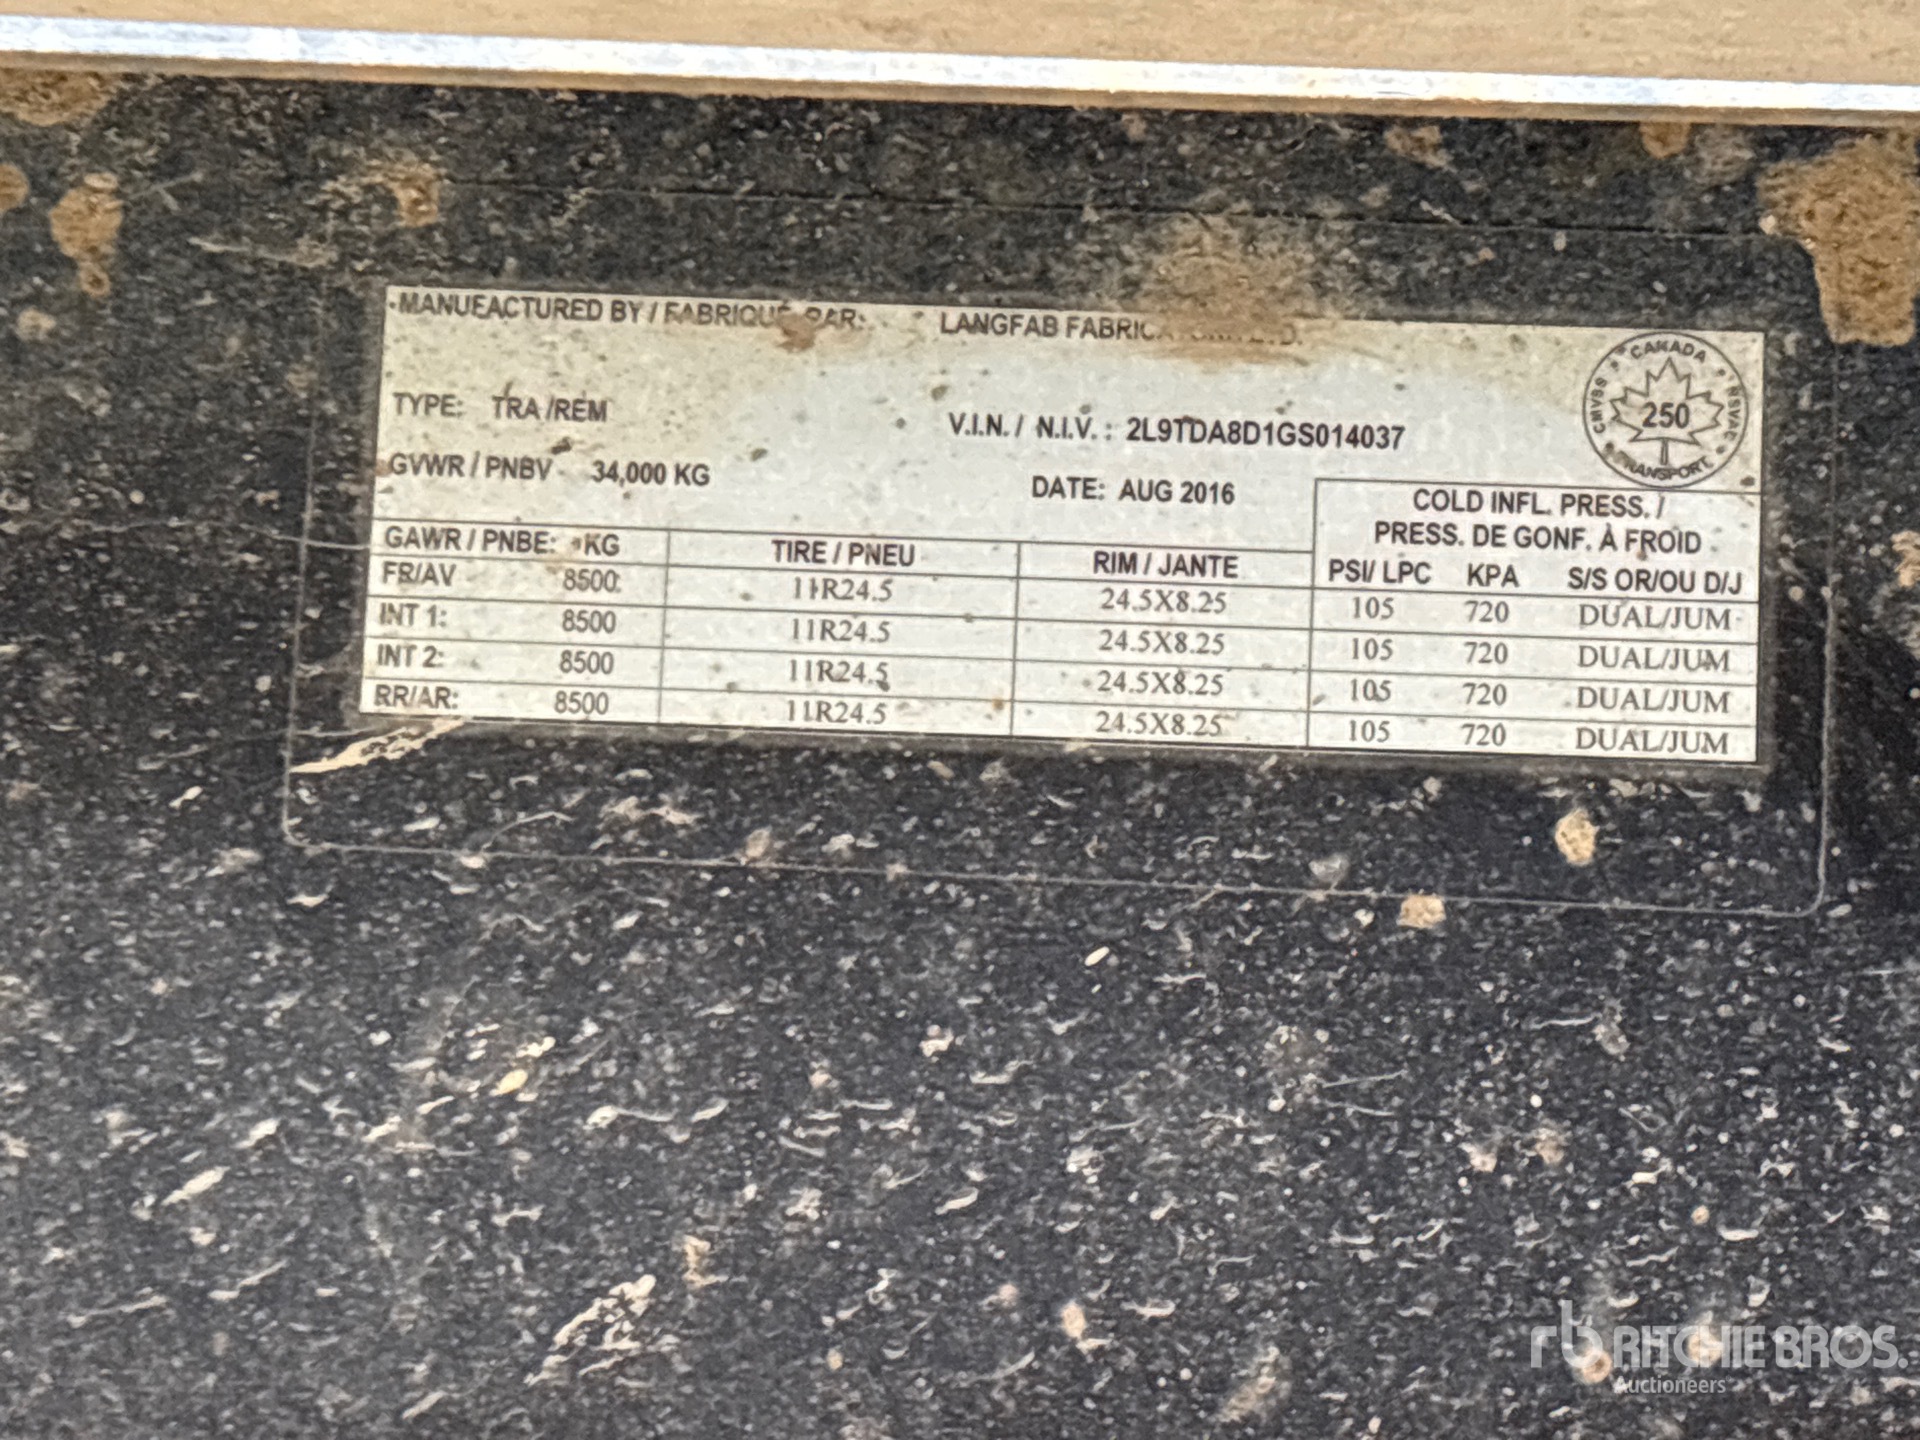 MANUFACTURED BY / FABRIQUÉ PAR: LANGFAB
TYPE: TRA/REM
V.I.N. / N.I.V. : 2L9TDA8D1GS014037
CANADA
CMVSS
250
RSVAC
TRANSPORT
GVWR / PNBV 34,000 KG
DATE: AUG 2016
COLD INFL. PRESS. /
PRESS. DE GONF. À FROID
GAWR / PNBE: KG TIRE / PNEU RIM / JANTE PSI/ LPC KPA S/S OR/OU D/J
FR/AV 8500 11R24.5 24.5X8.25 105 720 DUAL/JUM
INT 1: 8500 11R24.5 24.5X8.25 105 720 DUAL/JUM
INT 2: 8500 11R24.5 24.5X8.25 105 720 DUAL/JUM
RR/AR: 8500 11R24.5 24.5X8.25 105 720 DUAL/JUM
rb RITCHIE BROS.
Auctioneers